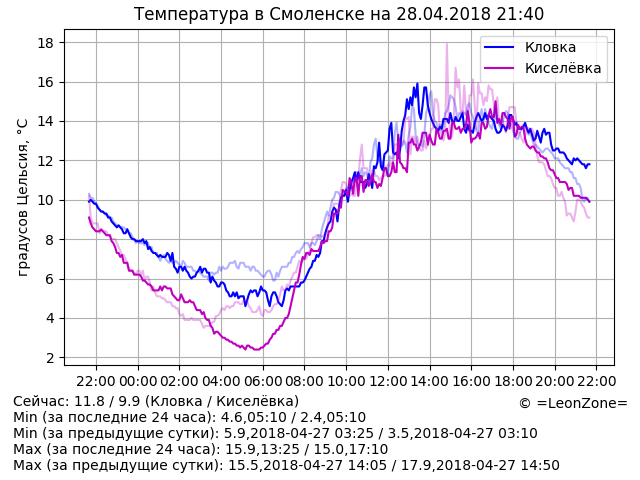 Температура в Смоленске на 28.04.2018 21:40
18
16
14
12
10
8
6
4
2
градусов Цельсия, °C
Кловка
Киселёвка
22:00 00:00 02:00 04:00 06:00 08:00 10:00 12:00 14:00 16:00 18:00 20:00 22:00
Сейчас: 11.8 / 9.9 (Кловка / Киселёвка)
© =LeonZone=
Min (за последние 24 часа): 4.6,05:10 / 2.4,05:10
Min (за предыдущие сутки): 5.9,2018-04-27 03:25 / 3.5,2018-04-27 03:10
Max (за последние 24 часа): 15.9,13:25 / 15.0,17:10
Max (за предыдущие сутки): 15.5,2018-04-27 14:05 / 17.9,2018-04-27 14:50